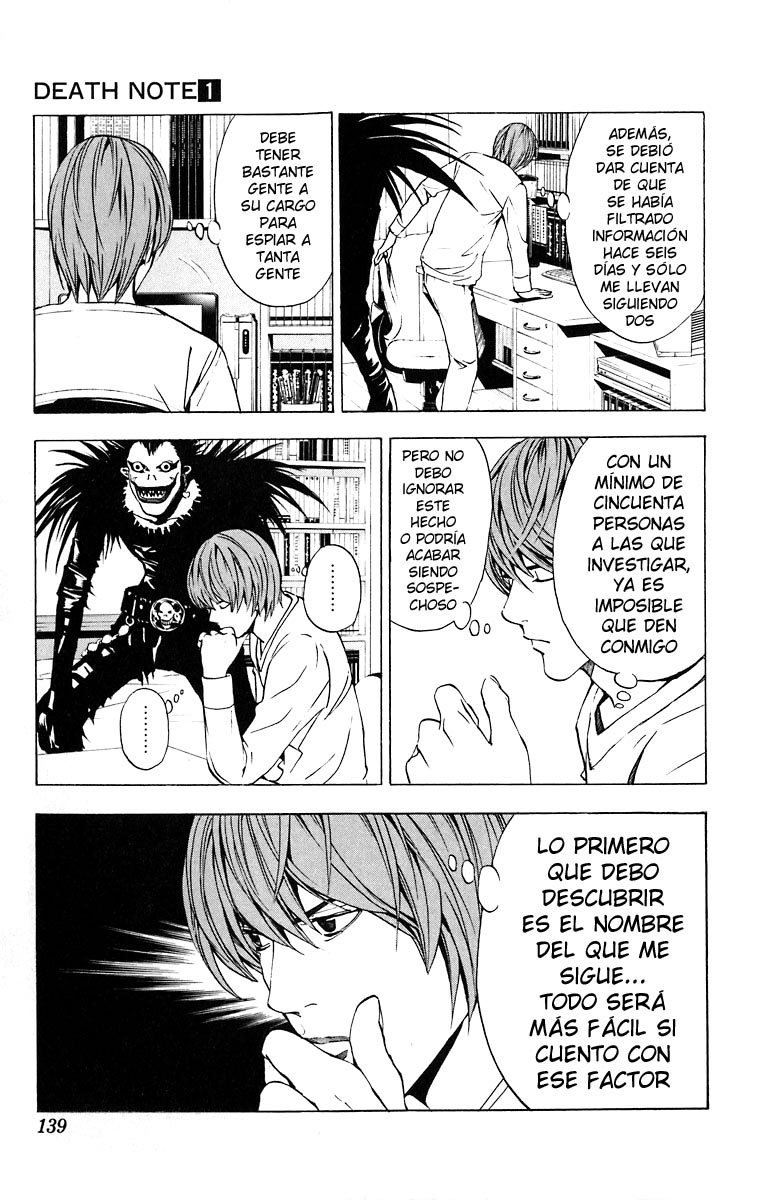 DEATH NOTE 1
ADEMÁS,
SE DEBIÓ
DAR CUENTA
DE QUE
SE HABÍA
FILTRADO
INFORMACIÓN
HACE SEIS
DÍAS Y SÓLO
ME LLEVAN
SIGUIENDO
DOS
DEBE
TENER
BASTANTE
GENTE A
SU CARGO
PARA
ESPIAR A
TANTA
GENTE
CON UN
MÍNIMO DE
CINCUENTA
PERSONAS
A LAS QUE
INVESTIGAR,
YA ES
IMPOSIBLE
QUE DEN
CONMIGO
PERO NO
DEBO
IGNORAR
ESTE
HECHO
O PODRÍA
ACABAR
SIENDO
SOSPE-
CHOSO
........
........
LO PRIMERO
QUE DEBO
DESCUBRIR
ES EL NOMBRE
DEL QUE ME
SIGUE...
TODO SERÁ
MÁS FÁCIL SI
CUENTO CON
ESE FACTOR
139